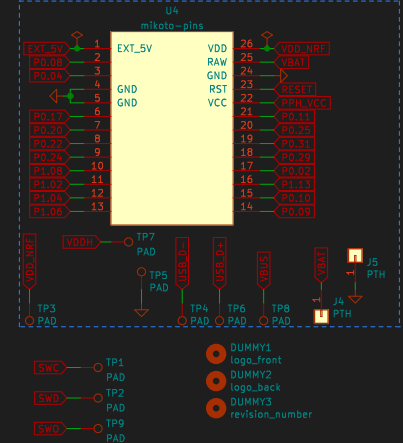 U4
mikoto-pins
EXT_5V 1 EXT_5V VDD 26 VDD_NRF
2 RAW 25 VBAT
P0.04 3 GND 24
4 GND RST 23 RESET
5 GND VCC 22 PPH_VCC
P0.17 6 21 P0.11
P0.20 7 20 P0.25
P0.22 8 19 P0.31
P0.24 9 18 P0.29
10 17 P0.02
P1.02 11 16 P1.13
P1.04 12 15 P0.10
P1.06 13 14 P0.09
VDD_NRF
TP3
PAD
VDDH
TP7
PAD
TP5
PAD
USB_D-
TP4
PAD
USB_D+
TP6
PAD
VBUS
TP8
PAD
VBAT
1
J4
PTH
J5
PTH
1
SWC TP1
PAD
SWD TP2
PAD
SWO TP9
PAD
DUMMY1
logo_front
DUMMY2
logo_back
DUMMY3
revision_number